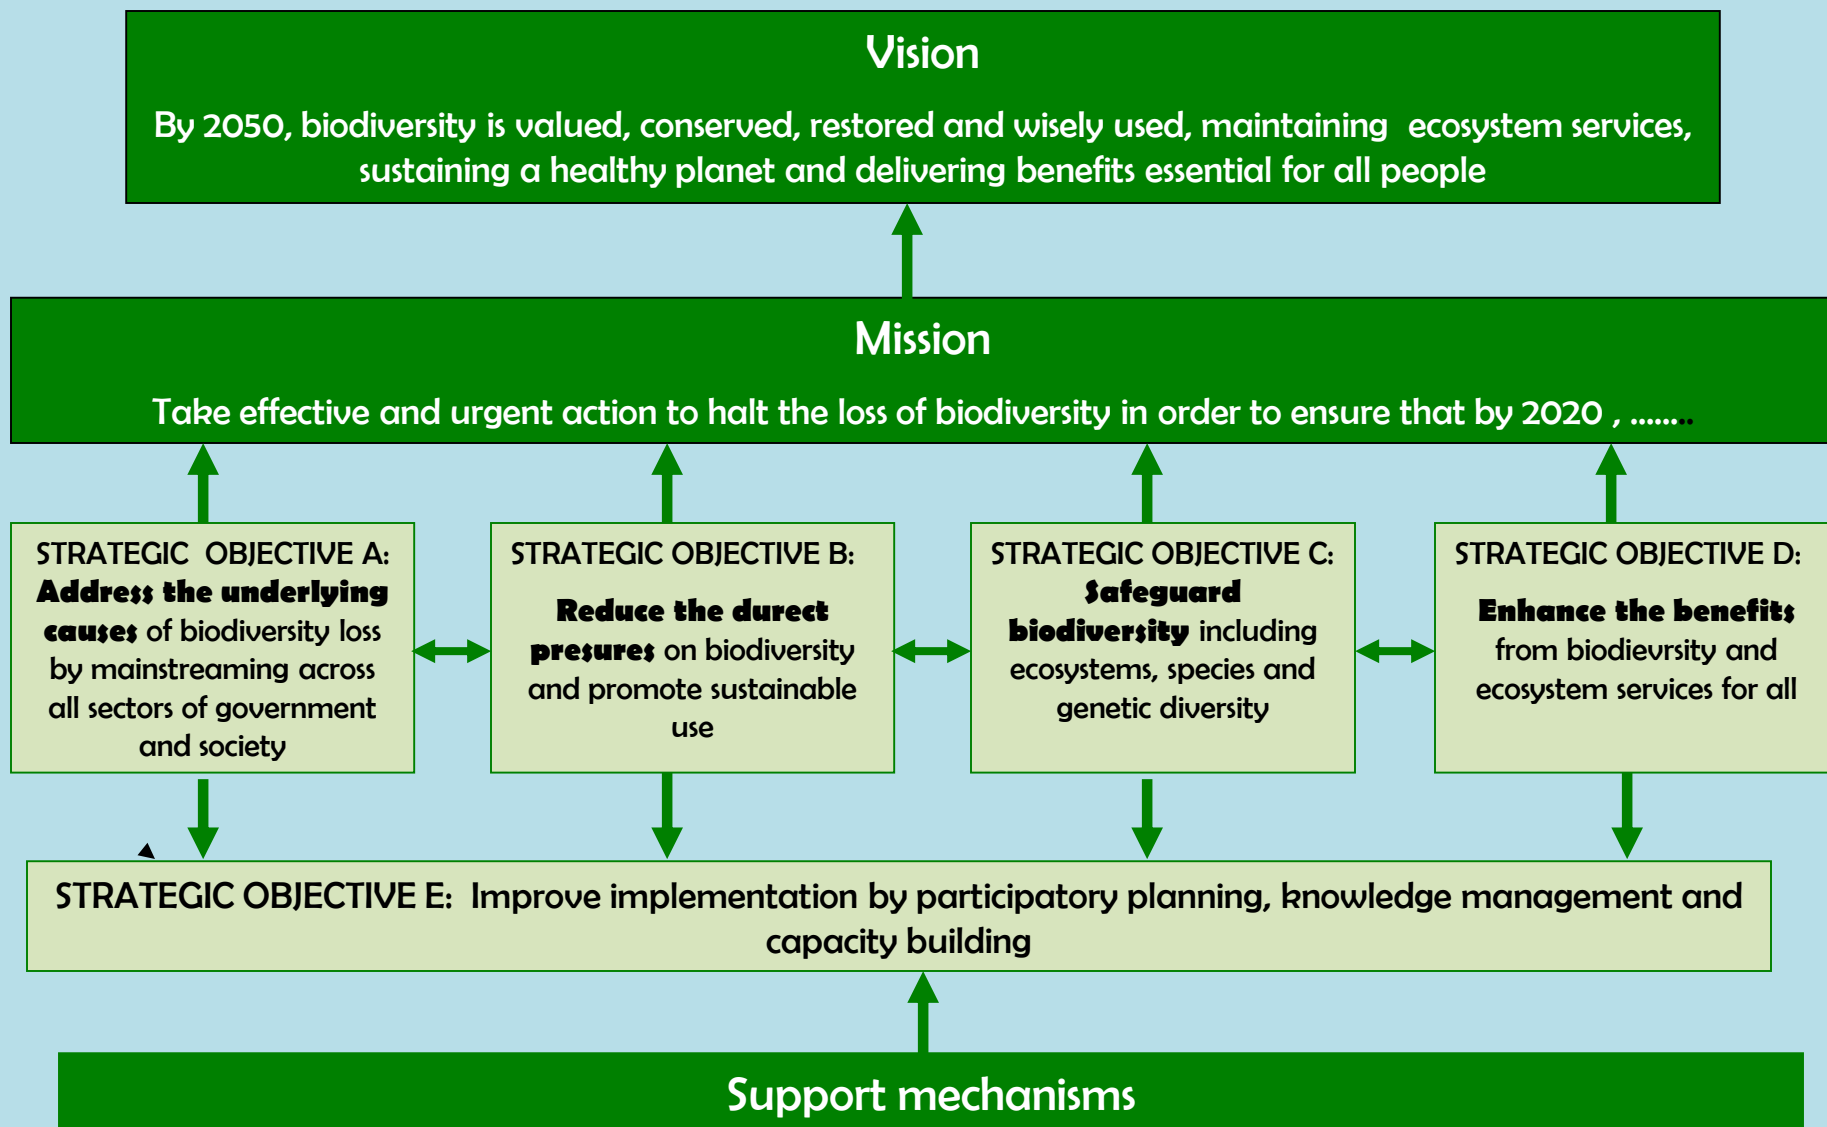 Vision
By 2050, biodiversity is valued, conserved, restored and wisely used, maintaining ecosystem services,
sustaining a healthy planet and delivering benefits essential for all people
Mission
Take effective and urgent action to halt the loss of biodiversity in order to ensure that by 2020 , ........
STRATEGIC OBJECTIVE A:
Address the underlying
causes of biodiversity loss
by mainstreaming across
all sectors of government
and society
STRATEGIC OBJECTIVE B:
Reduce the durect
presures on biodiversity
and promote sustainable
use
STRATEGIC OBJECTIVE C:
Safeguard
biodiversity including
ecosystems, species and
genetic diversity
STRATEGIC OBJECTIVE D:
Enhance the benefits
from biodievrsity and
ecosystem services for all
STRATEGIC OBJECTIVE E: Improve implementation by participatory planning, knowledge management and
capacity building
Support mechanisms